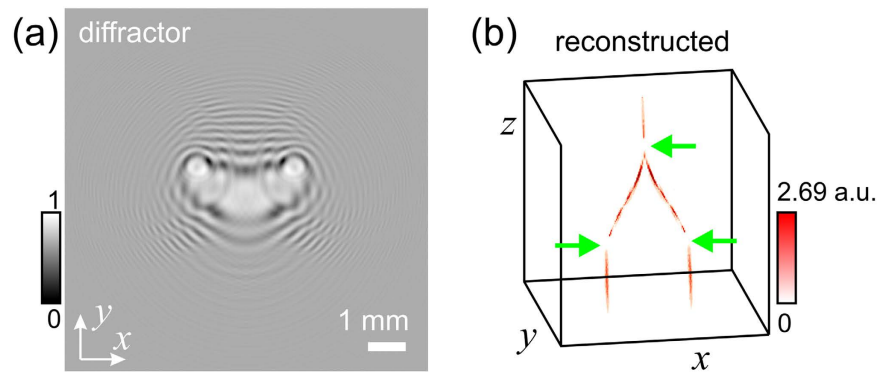 (a)
diffractor
1
0
y
x
1 mm
(b)
reconstructed
z
y
x
2.69 a.u.
0